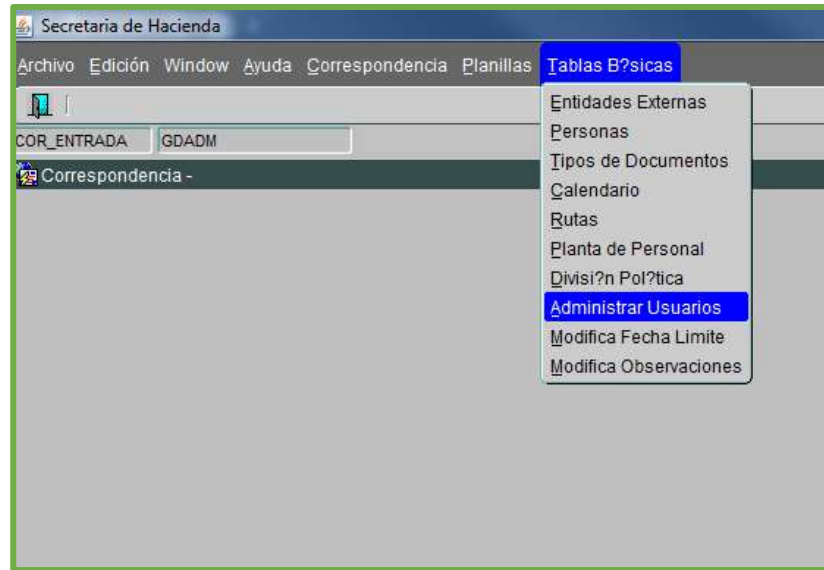 Secretaria de Hacienda
Archivo Edición Window Ayuda Correspondencia Planillas Tablas B?sicas
COR_ENTRADA GDADM
Correspondencia -
Entidades Externas
Personas
Tipos de Documentos
Calendario
Rutas
Planta de Personal
Divisi?n Pol?tica
Administrar Usuarios
Modifica Fecha Limite
Modifica Observaciones